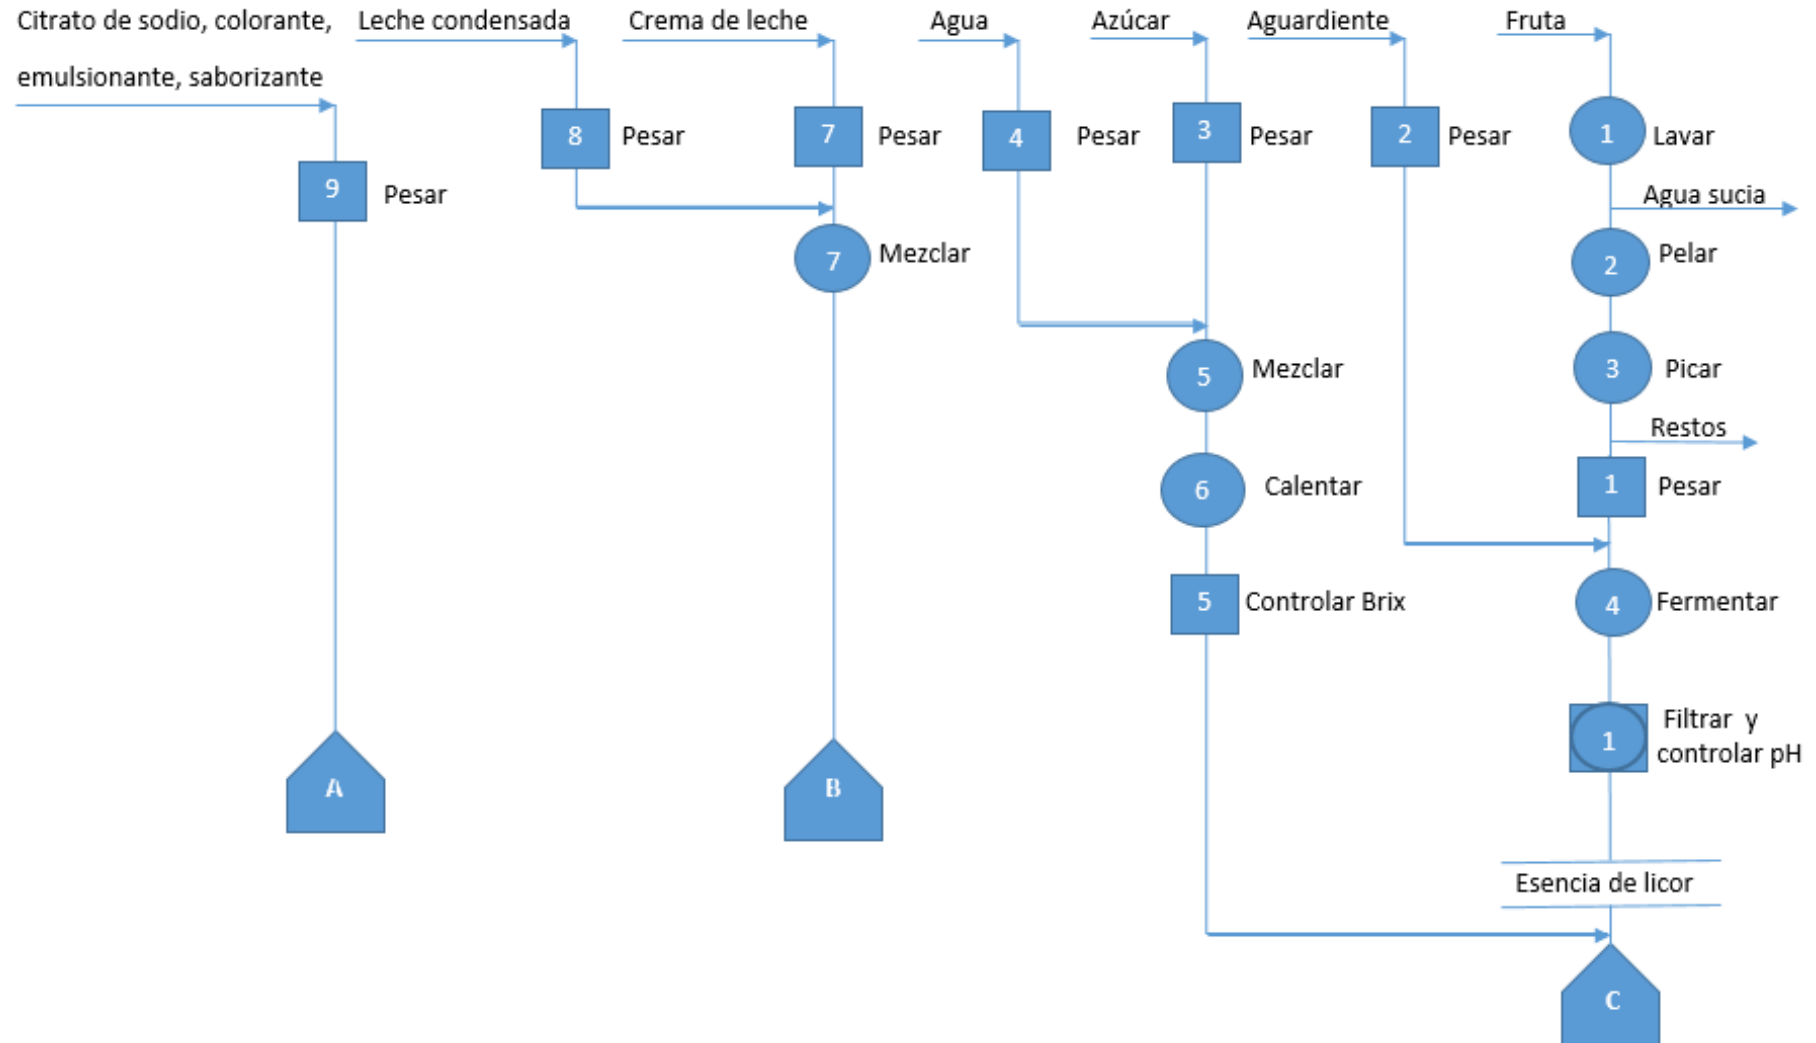 Citrato de sodio, colorante,
emulsionante, saborizante
Leche condensada
Crema de leche
Agua
Azúcar
Aguardiente
Fruta
8 Pesar
7 Pesar
4 Pesar
3 Pesar
2 Pesar
1 Lavar
9 Pesar
Agua sucia
7 Mezclar
2 Pelar
5 Mezclar
3 Picar
Restos
6 Calentar
1 Pesar
5 Controlar Brix
4 Fermentar
Filtrar y
1 controlar pH
A
B
Esencia de licor
C